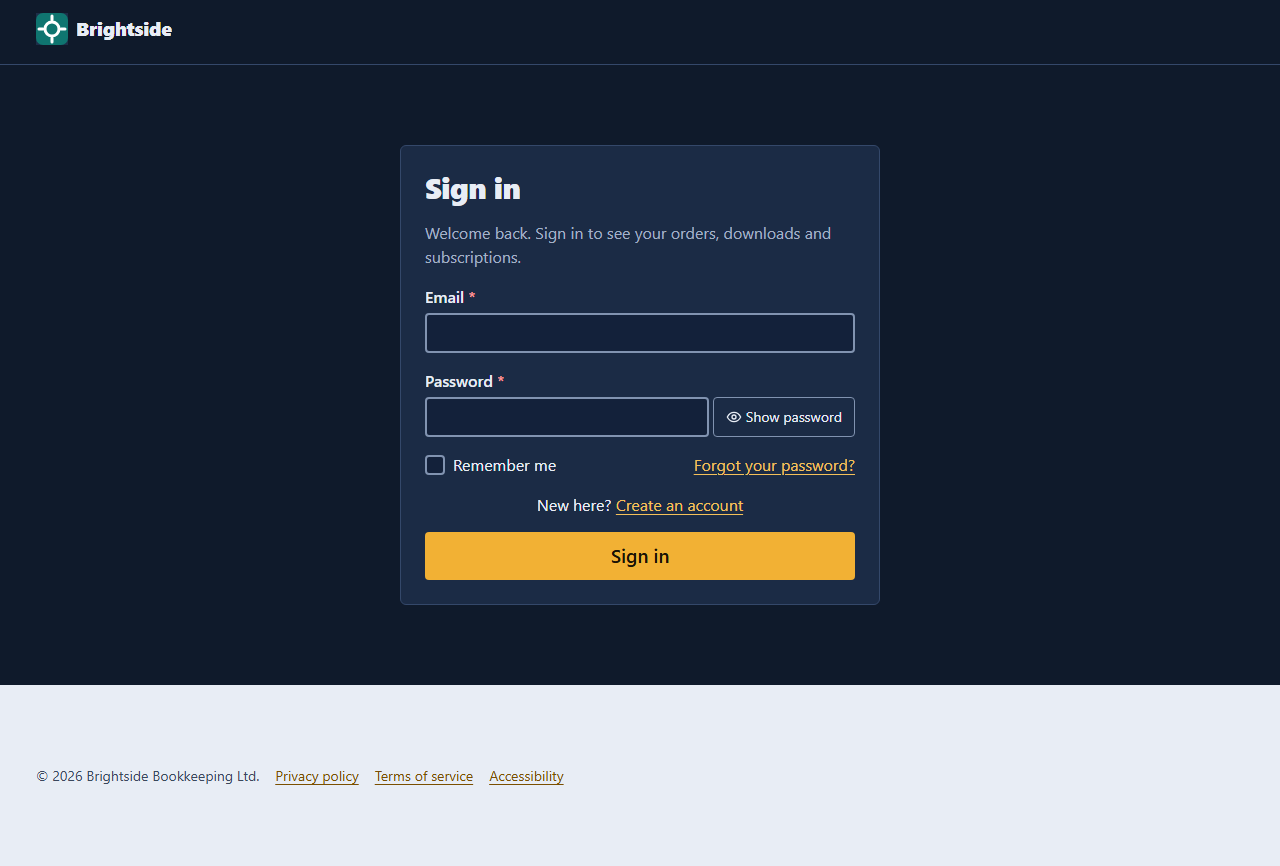 Brightside
Sign in
Welcome back. Sign in to see your orders, downloads and
subscriptions.
Email *
Password *
Show password
Remember me
Forgot your password?
New here? Create an account
Sign in
© 2026 Brightside Bookkeeping Ltd. Privacy policy Terms of service Accessibility